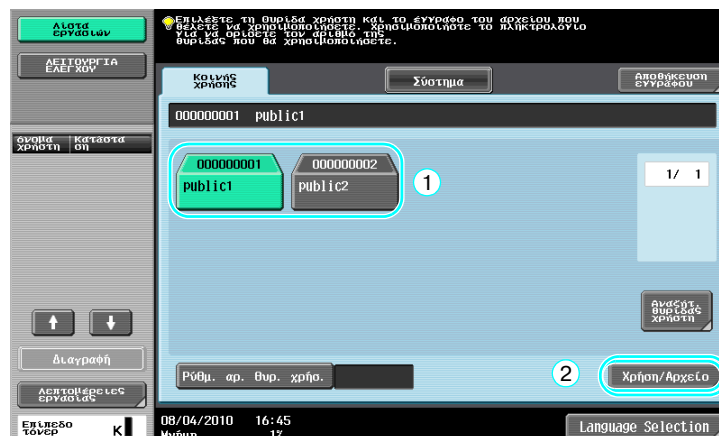 Λίστα
εργασιών
Επιλέξτε τη θυρίδα χρήστη και το έγγραφο του αρχείου που
θέλετε να χρησιμοποιήσετε. Χρησιμοποιήστε το πληκτρολόγιο
για να ορίσετε τον αριθμό της
θυρίδας που θα χρησιμοποιήσετε.
ΛΕΙΤΟΥΡΓΙΑ
ΕΛΕΓΧΟΥ
Κοινής
χρήσης
Σύστημα
Αποθήκευση
εγγράφου
000000001 public1
όνομα
χρήστη
Κατάστα
ση
000000001
public1
000000002
public2
1
1/ 1
Αναζήτ.
θυρίδας
χρήστη
Διαγραφή
Ρύθμ. αρ. θυρ. χρήσ.
2
Χρήση/Αρχείο
Λεπτομέρειες
εργασίας
Επίπεδο
τόνερ
K
08/04/2010 16:45
Μνήμη 1%
Language Selection